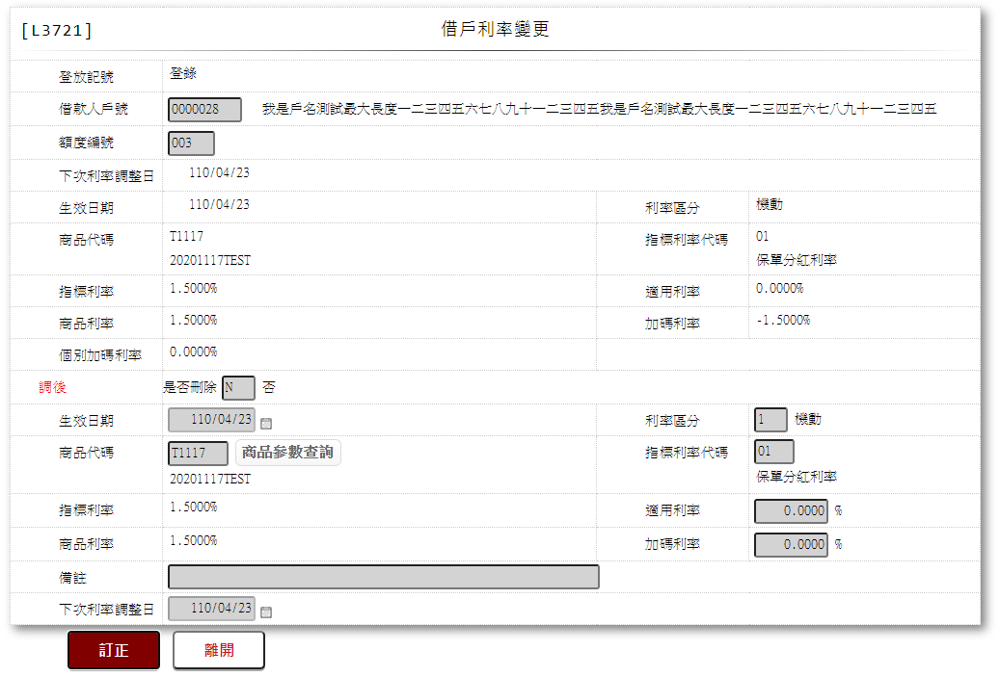 [L3721] 借戶利率變更
登放記號 登錄
借款人戶號 0000028 我是戶名測試最大長度一二三四五六七八九十一二三四五我是戶名測試最大長度一二三四五六七八九十一二三四五
額度編號 003
下次利率調整日 110/04/23
生效日期 110/04/23 利率區分 機動
商品代碼 T1117 指標利率代碼 01
20201117TEST 保單分紅利率
指標利率 1.5000% 適用利率 0.0000%
商品利率 1.5000% 加碼利率 -1.5000%
個別加碼利率 0.0000%
調後 是否刪除 N 否
生效日期 110/04/23 利率區分 1 機動
商品代碼 T1117 商品參數查詢 指標利率代碼 01
20201117TEST 保單分紅利率
指標利率 1.5000% 適用利率 0.0000 %
商品利率 1.5000% 加碼利率 0.0000 %
備註
下次利率調整日 110/04/23
訂正 離開